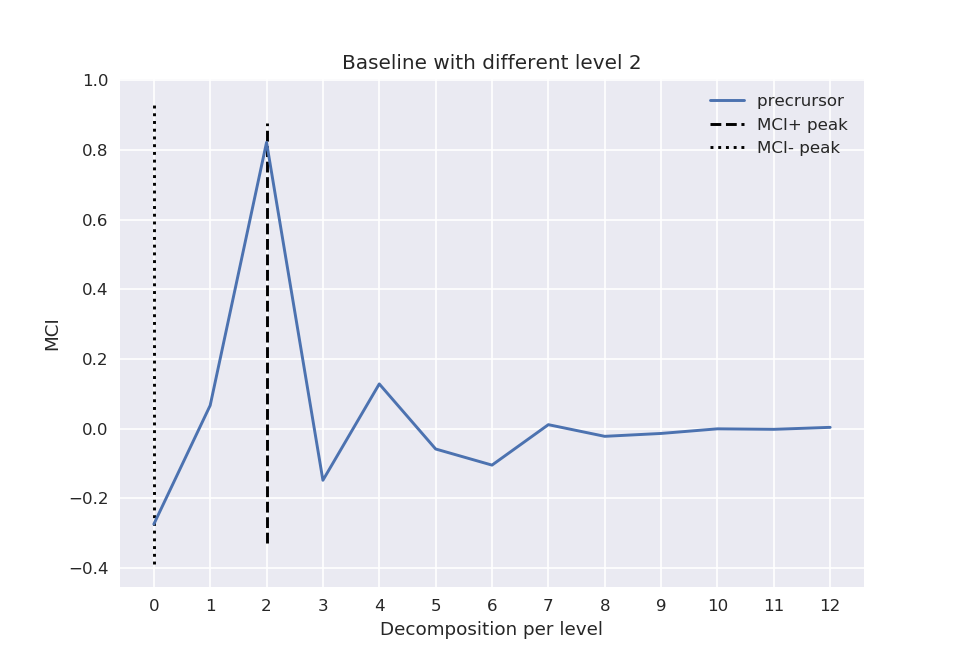 Baseline with different level 2
precrursor
MCI+ peak
MCI- peak
1.0
0.8
0.6
0.4
0.2
0.0
−0.2
−0.4
MCI
0 1 2 3 4 5 6 7 8 9 10 11 12
Decomposition per level